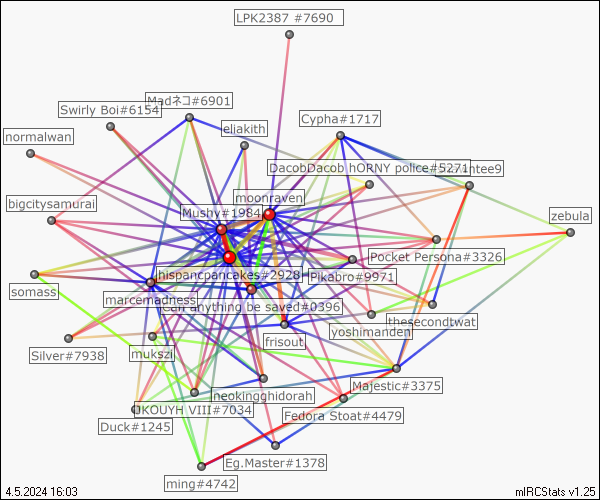 LPK2387 #7690
Madネコ#6901
Swirly Boi#6154
Cypha#1717
eljakith
normalwan
DacobDacob hORNY police#5271
moonraven
bigcitysamurai
Mushy#1984
zebula
Pocket Persona#3326
hispancpancakes#2928
Pikabro#9971
somass
marcemadness
can anything be saved#0396
thesecondtwat
yoshimanden
frisout
Silver#7938
mukszi
Majestic#3375
neokingghidorah
JKOUYH VIII#7034
Fedora Stoat#4479
Duck#1245
Eg.Master#1378
ming#4742
4.5.2024 16:03
mIRCStats v1.25